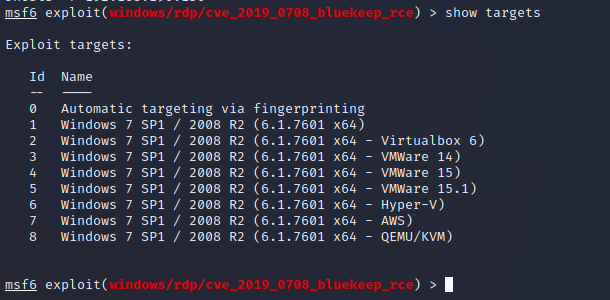 msf6 exploit(windows/rdp/cve_2019_0708_bluekeep_rce) > show targets
Exploit targets:
Id Name
-- ----
0 Automatic targeting via fingerprinting
1 Windows 7 SP1 / 2008 R2 (6.1.7601 x64)
2 Windows 7 SP1 / 2008 R2 (6.1.7601 x64 - Virtualbox 6)
3 Windows 7 SP1 / 2008 R2 (6.1.7601 x64 - VMWare 14)
4 Windows 7 SP1 / 2008 R2 (6.1.7601 x64 - VMWare 15)
5 Windows 7 SP1 / 2008 R2 (6.1.7601 x64 - VMWare 15.1)
6 Windows 7 SP1 / 2008 R2 (6.1.7601 x64 - Hyper-V)
7 Windows 7 SP1 / 2008 R2 (6.1.7601 x64 - AWS)
8 Windows 7 SP1 / 2008 R2 (6.1.7601 x64 - QEMU/KVM)
msf6 exploit(windows/rdp/cve_2019_0708_bluekeep_rce) >